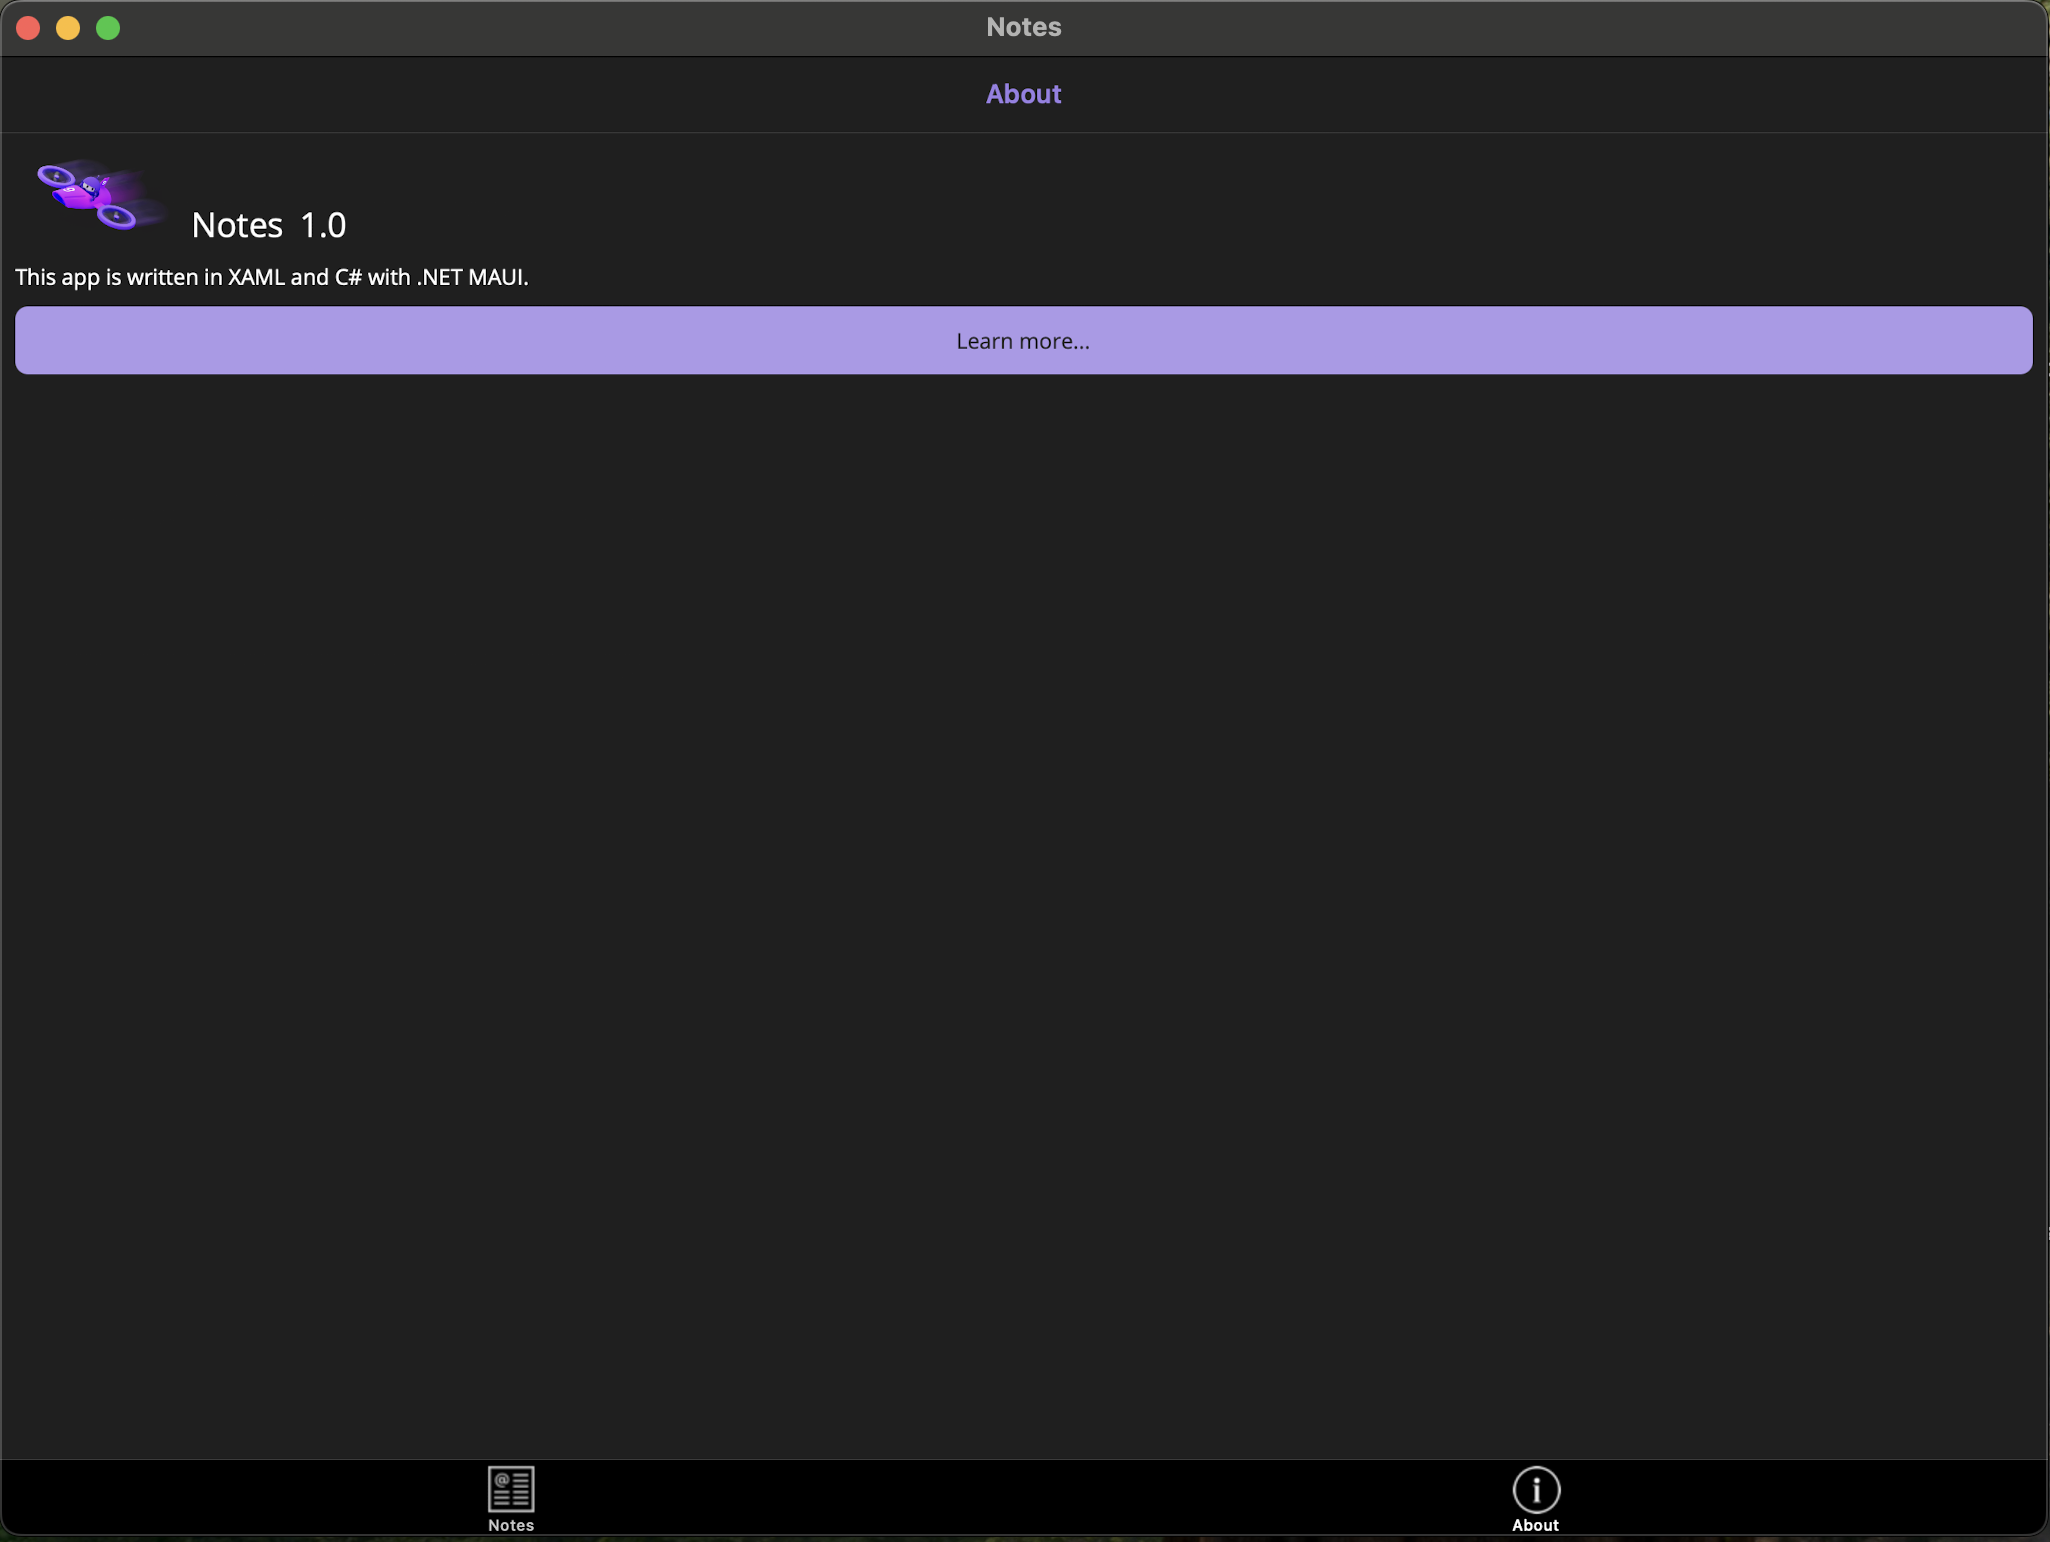 Notes
About
Notes 1.0
This app is written in XAML and C# with .NET MAUI.
Learn more...
Notes
About